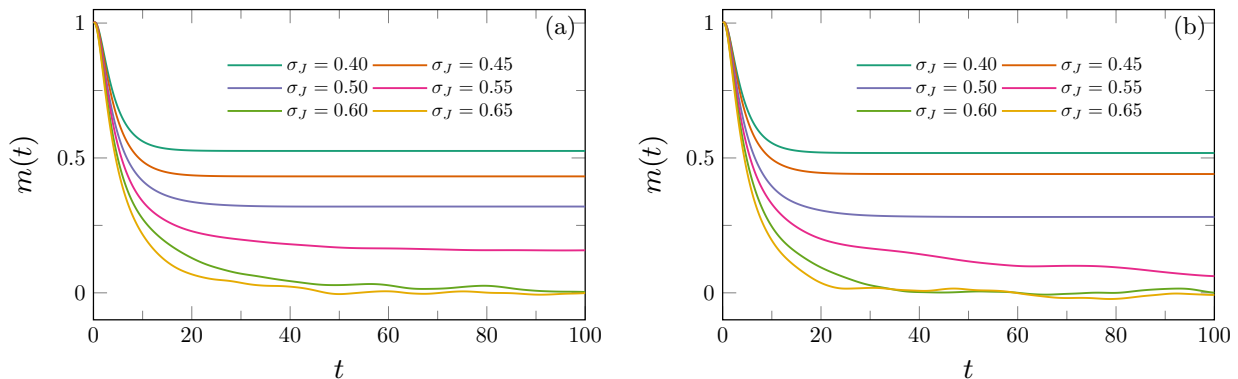 1
(a)
σ_J = 0.40 σ_J = 0.45
σ_J = 0.50 σ_J = 0.55
σ_J = 0.60 σ_J = 0.65
0.5
m(t)
0
0 20 40 60 80 100
t
1
(b)
σ_J = 0.40 σ_J = 0.45
σ_J = 0.50 σ_J = 0.55
σ_J = 0.60 σ_J = 0.65
0.5
m(t)
0
0 20 40 60 80 100
t